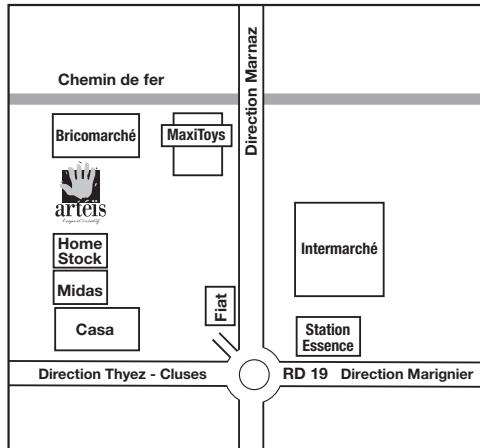 Chemin de fer
Direction Marnaz
Bricomarché
MaxiToys
artéïs
Home
Stock
Intermarché
Midas
Fiat
Casa
Station
Essence
Direction Thyez - Cluses
RD 19 Direction Marignier